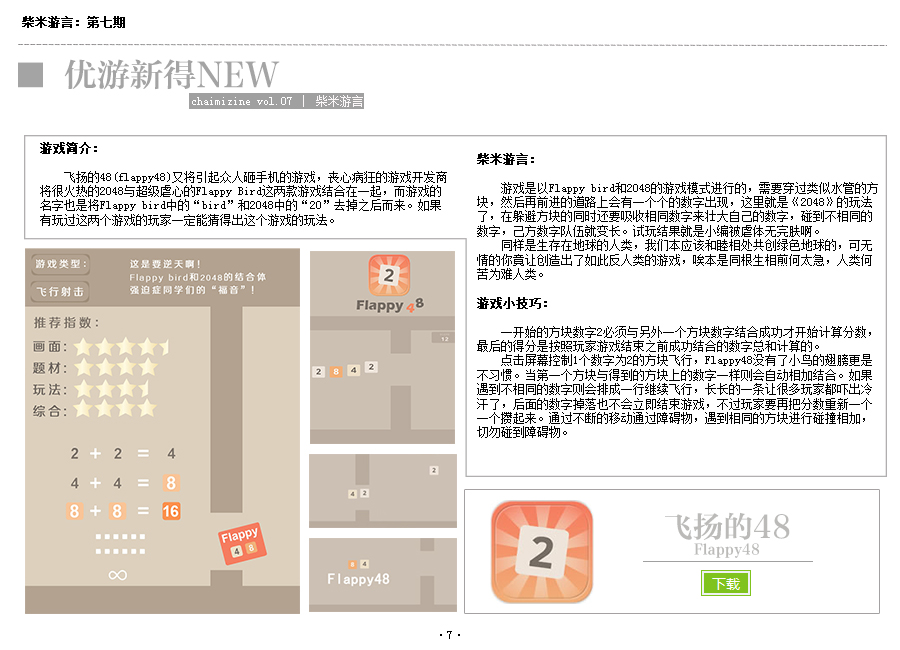 柴米游言：第七期
优游新得NEW
chaimizine vol.07 | 柴米游言
游戏简介：
飞扬的48(flappy48)又将引起众人砸手机的游戏，丧心病狂的游戏开发商
将很火热的2048与超级虐心的Flappy Bird这两款游戏结合在一起，而游戏的
名字也是将Flappy bird中的“bird”和2048中的“20”去掉之后而来。如果
有玩过这两个游戏的玩家一定能猜得出这个游戏的玩法。
柴米游言：
游戏是以Flappy bird和2048的游戏模式进行的，需要穿过类似水管的方
块，然后再前进的道路上会有一个个的数字出现，这里就是《2048》的玩法
了，在躲避方块的同时还要吸收相同数字来壮大自己的数字，碰到不相同的
数字，己方数字队伍就变长。试玩结果就是小编被虐体无完肤啊。
同样是生存在地球的人类，我们本应该和睦相处共创绿色地球的，可无
情的你竟让创造出了如此反人类的游戏，唉本是同根生相煎何太急，人类何
苦为难人类。
游戏小技巧：
一开始的方块数字2必须与另外一个方块数字结合成功才开始计算分数，
最后的得分是按照玩家游戏结束之前成功结合的数字总和计算的。
点击屏幕控制1个数字为2的方块飞行，Flappy48没有了小鸟的翅膀更是
不习惯。当第一个方块与得到的方块上的数字一样则会自动相加结合。如果
遇到不相同的数字则会排成一行继续飞行，长长的一条让很多玩家都吓出冷
汗了，后面的数字掉落也不会立即结束游戏，不过玩家要再把分数重新一个
一个攒起来。通过不断的移动通过障碍物，遇到相同的方块进行碰撞相加，
切勿碰到障碍物。
游戏类型：
飞行射击
这是要逆天啊！
Flappy bird和2048的结合体
强迫症同学们的“福音”！
推荐指数：
画面：
题材：
玩法：
综合：
2 + 2 = 4
4 + 4 = 8
8 + 8 = 16
∞
Flappy
4 8
2
Flappy 48
12
2 8 4 2
2
4 2
8 4
Flappy48
2
飞扬的48
Flappy48
下载
·7·